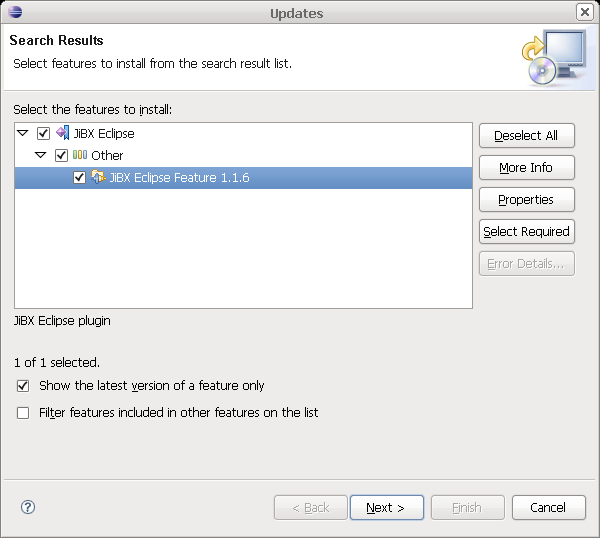 Updates
Search Results
Select features to install from the search result list.
Select the features to install:
JiBX Eclipse
Other
JiBX Eclipse Feature 1.1.6
Deselect All
More Info
Properties
Select Required
Error Details...
JiBX Eclipse plugin
1 of 1 selected.
Show the latest version of a feature only
Filter features included in other features on the list
?
< Back
Next >
Finish
Cancel